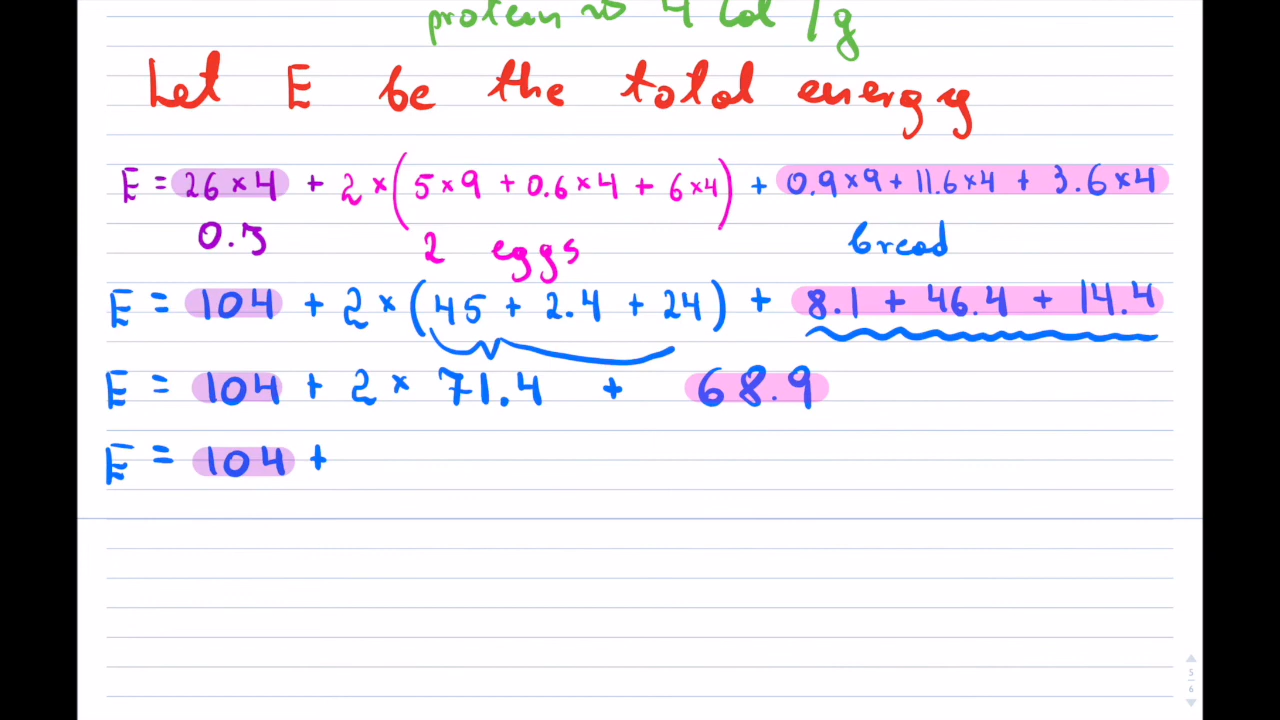 protein → 4 Cal / g
Let E be the total energy
E = 26 × 4 + 2 × ( 5 × 9 + 0.6 × 4 + 6 × 4 ) + 0.9 × 9 + 11.6 × 4 + 3.6 × 4
0.J 2 eggs bread
E = 104 + 2 × ( 45 + 2.4 + 24 ) + 8.1 + 46.4 + 14.4
E = 104 + 2 × 71.4 + 68.9
E = 104 +
5
6